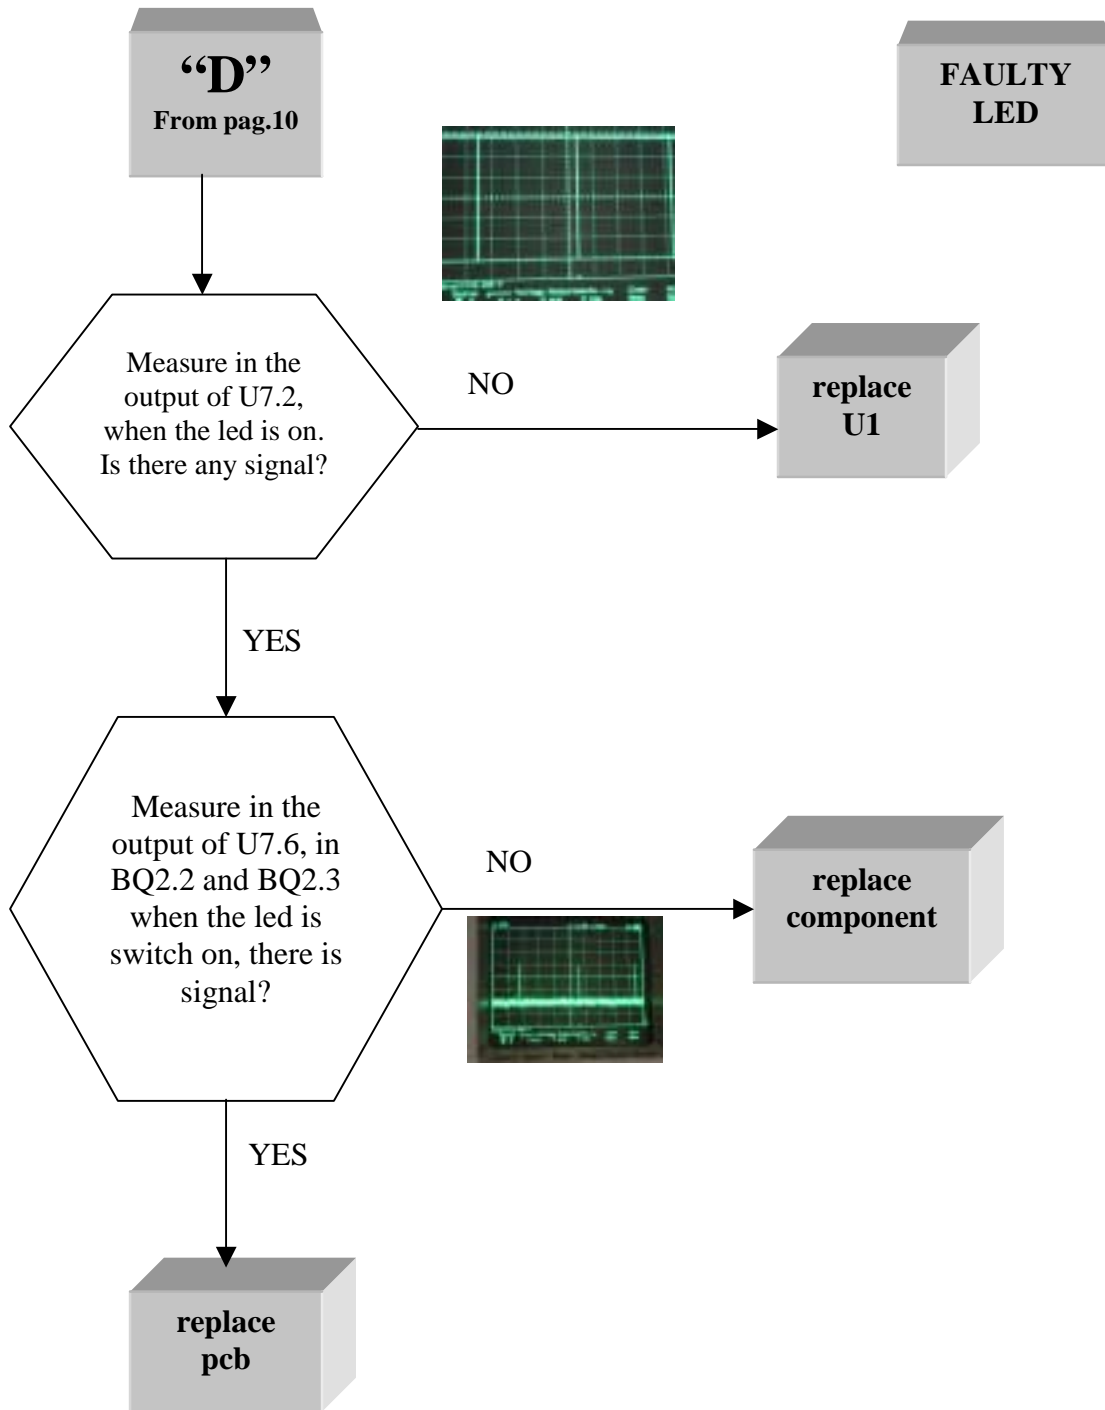 “D”
From pag.10
FAULTY
LED
Measure in the
output of U7.2,
when the led is on.
Is there any signal?
NO
replace
U1
YES
Measure in the
output of U7.6, in
BQ2.2 and BQ2.3
when the led is
switch on, there is
signal?
NO
replace
component
YES
replace
pcb